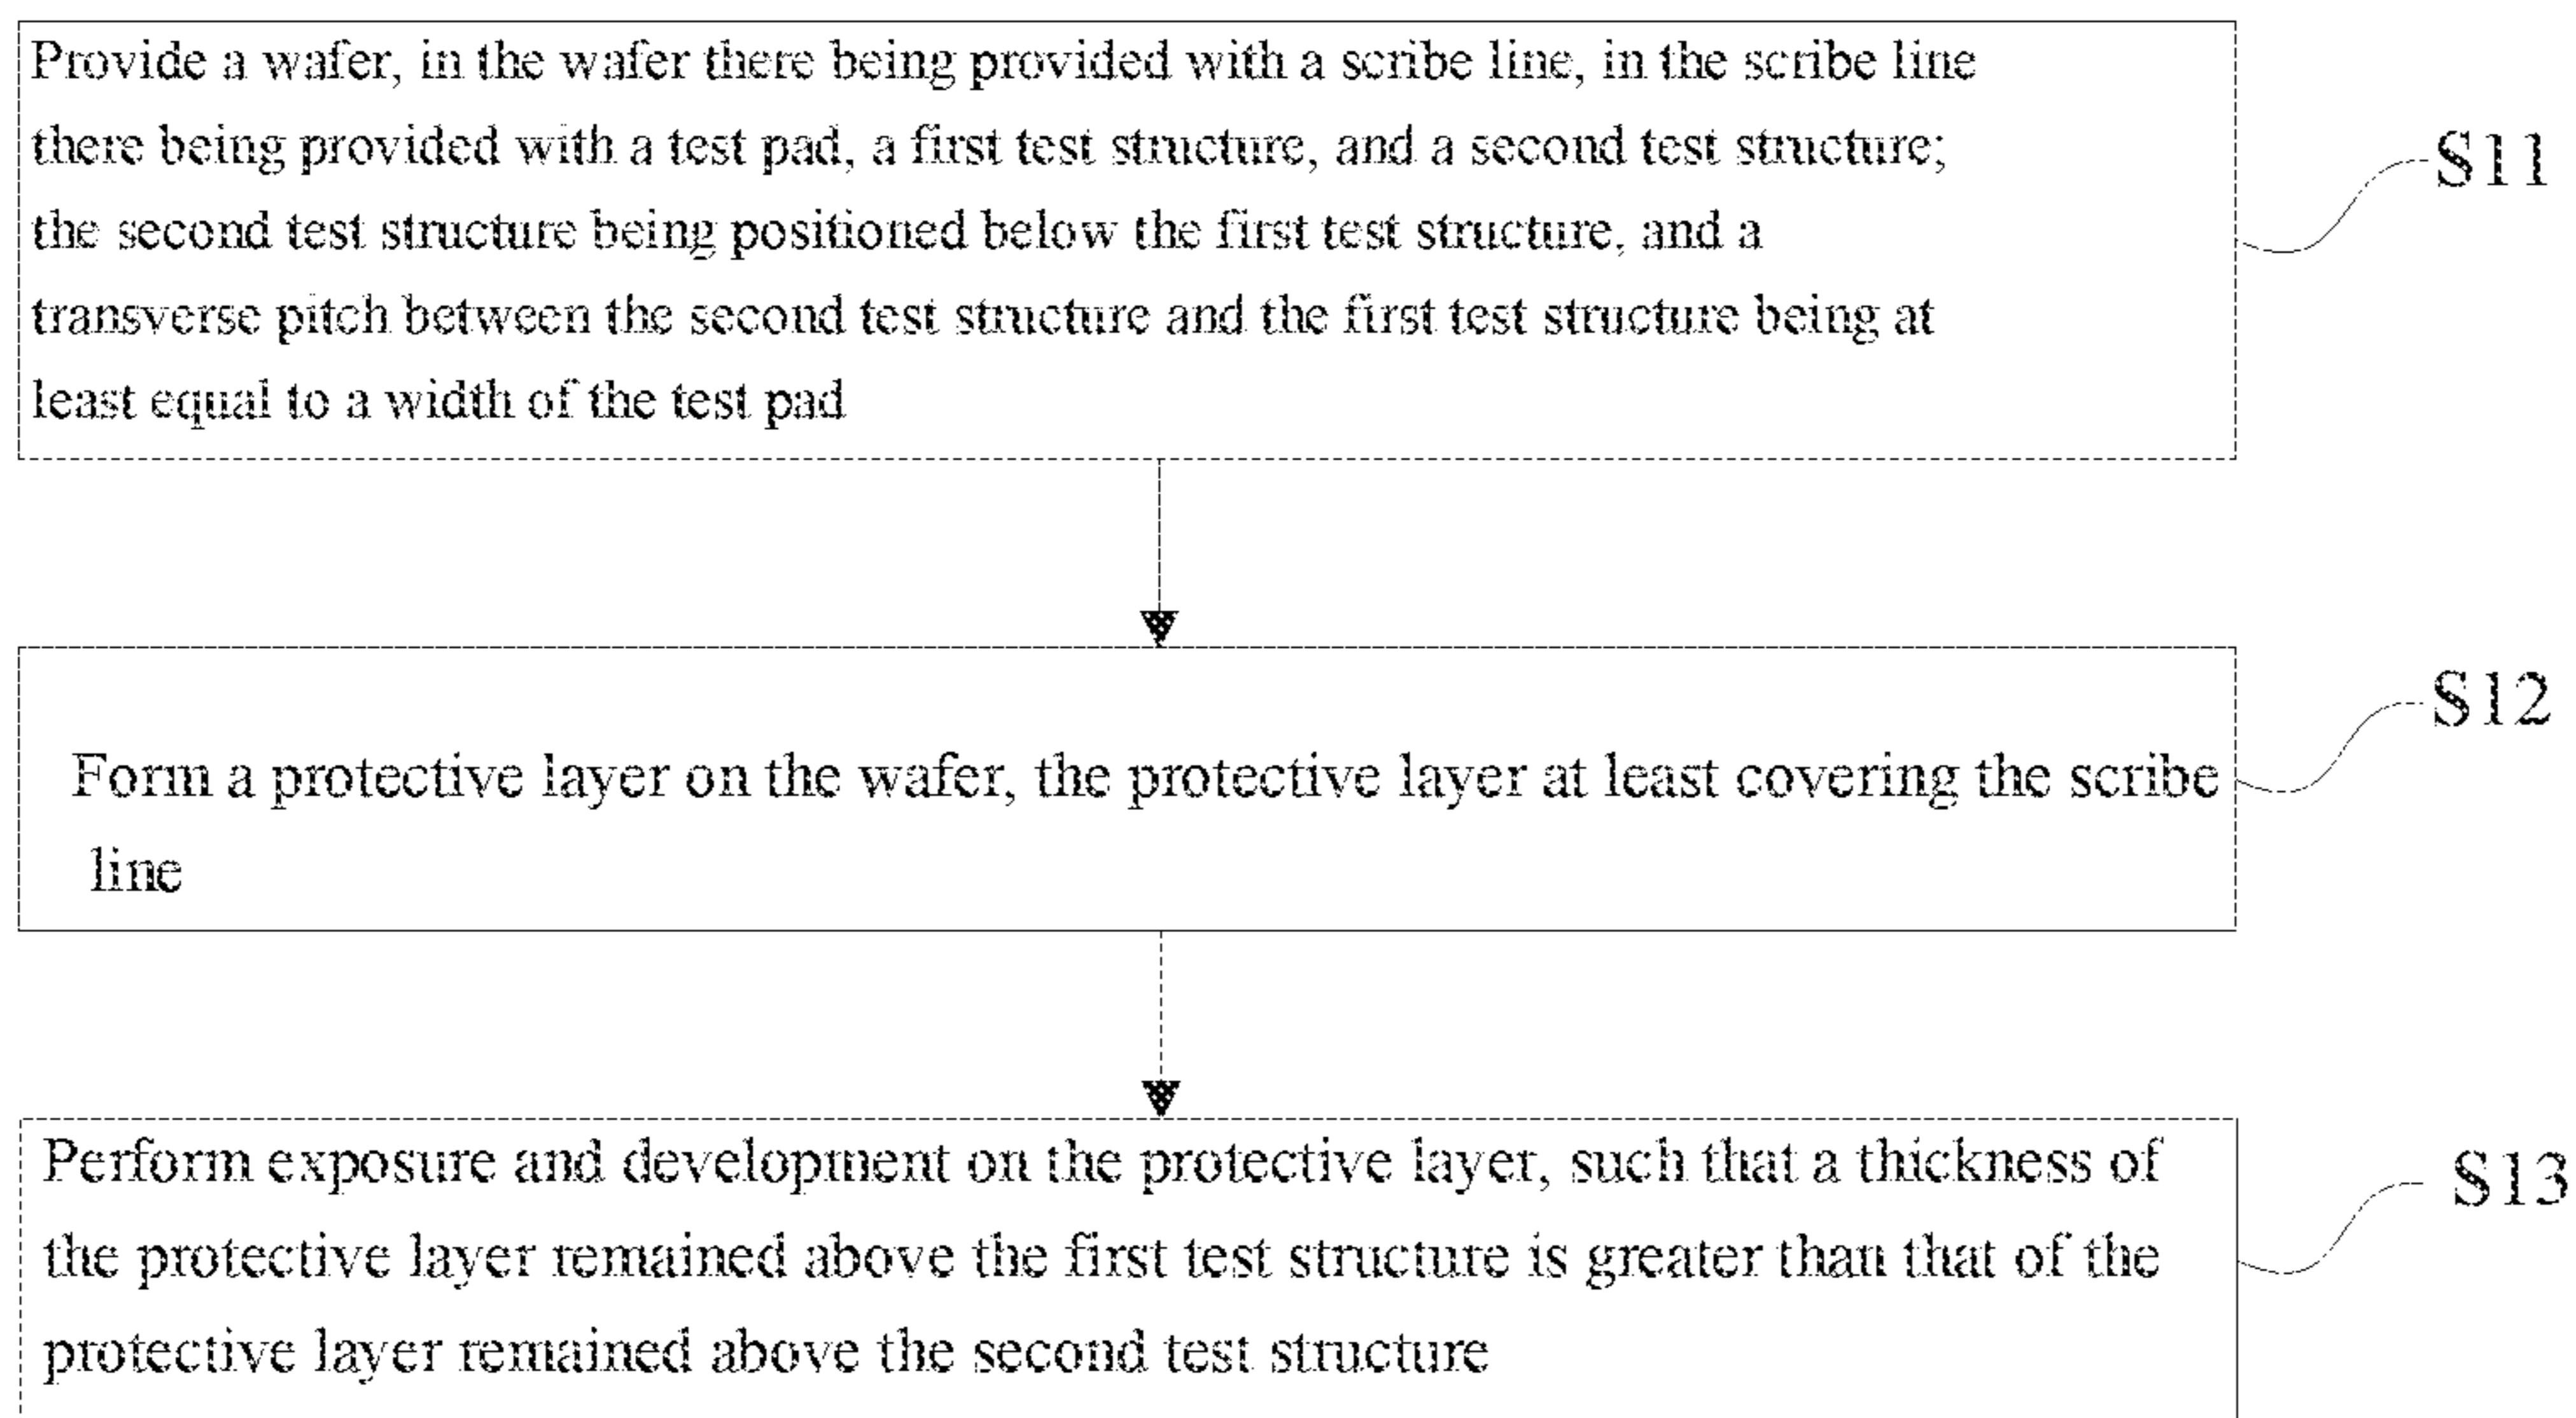 Provide a wafer, in the wafer there being provided with a scribe line, in the scribe line
there being provided with a test pad, a first test structure, and a second test structure;
S11
the second test structure being positioned below the first test structure, and a
transverse pitch between the second test structure and the first test structure being at
least equal to a width of the test pad
S12
Form a protective layer on the wafer, the protective layer at least covering the scribe
line
Perform exposure and development on the protective layer, such that a thickness of
S13
the protective layer remained above the first test structure is greater than that of the
protective layer remained above the second test structure